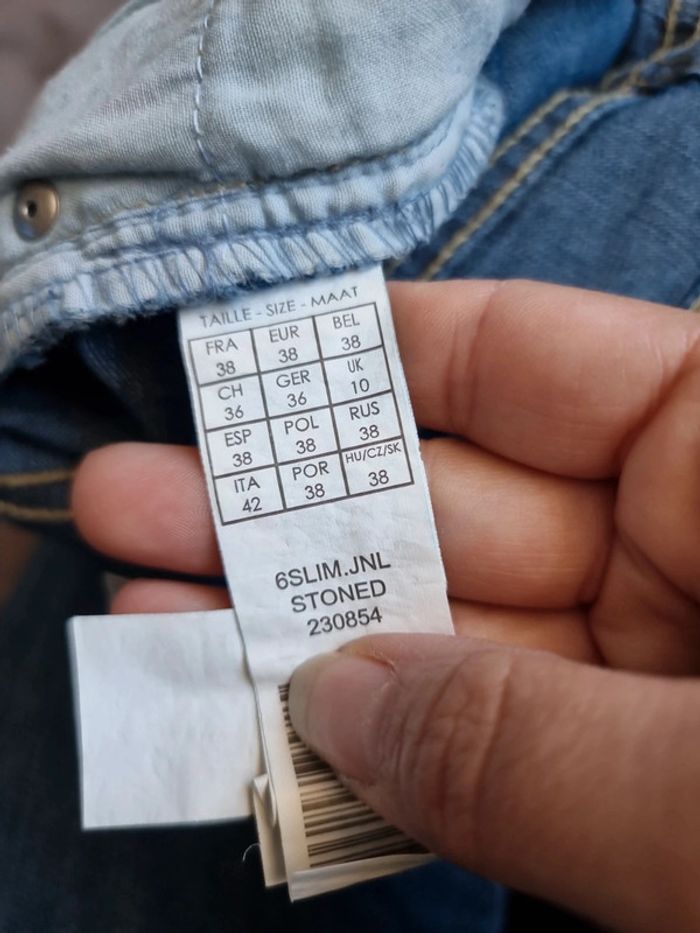 TAILLE - SIZE - MAAT
FRA EUR BEL
38 38 38
CH GER UK
36 36 10
ESP POL RUS
38 38 38
ITA POR HU/CZ/SK
42 38 38
6SLIM.JNL
STONED
230854